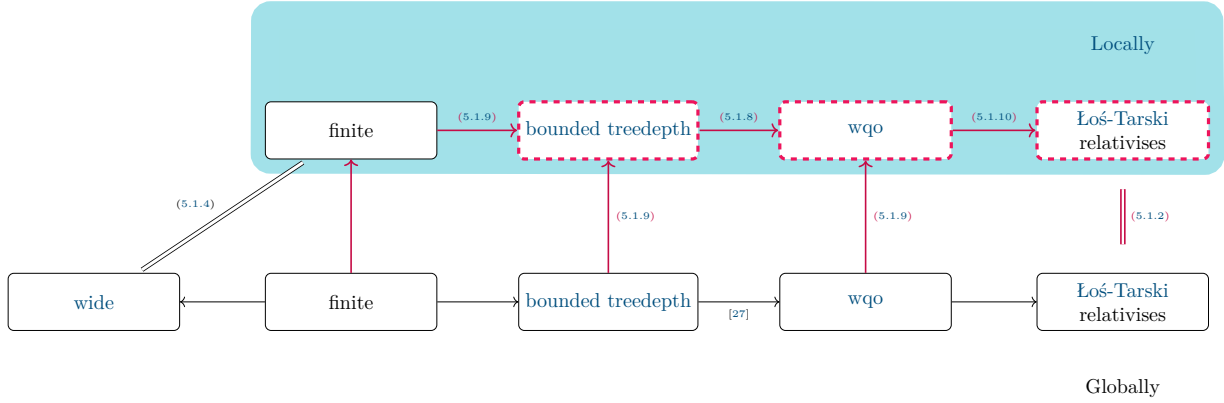 Locally
finite
(5.1.9)
bounded treedepth
(5.1.8)
wqo
(5.1.10)
Łoś-Tarski
relativises
(5.1.4)
(5.1.9)
(5.1.9)
(5.1.2)
wide
finite
bounded treedepth
[27]
wqo
Łoś-Tarski
relativises
Globally